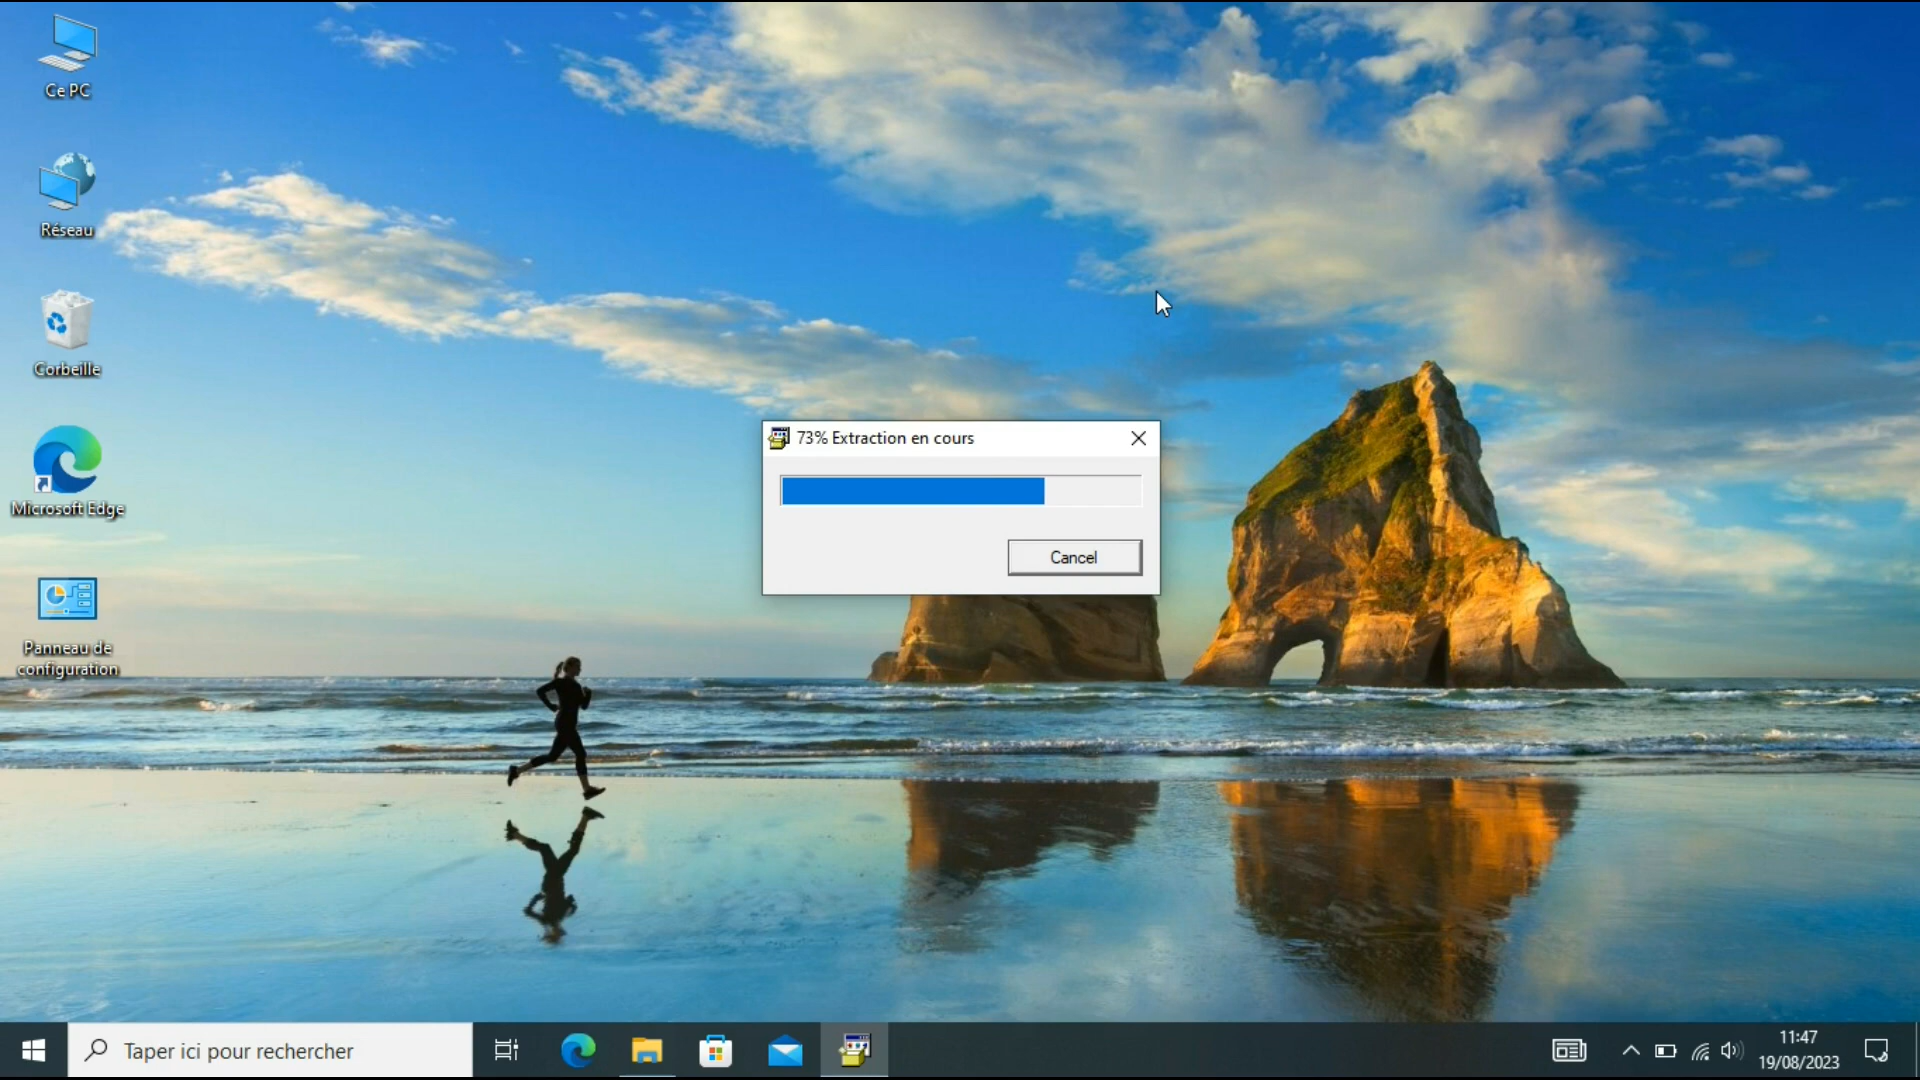 Ce PC
Réseau
Corbeille
Microsoft Edge
Panneau de
configuration
73% Extraction en cours
Cancel
Taper ici pour rechercher
11:47
19/08/2023